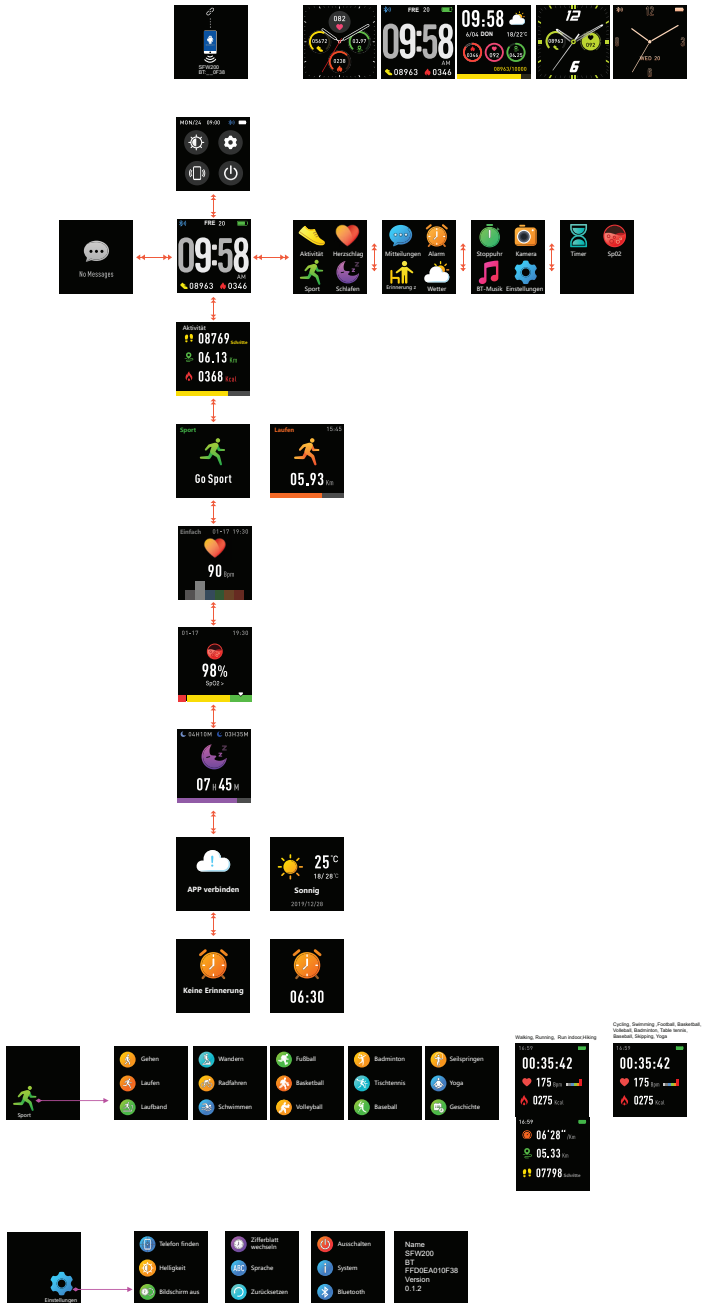 SFW200
BT:__0F38
082
05672
03.97
0238
FRE 20
09:58
AM
08963
0346
09:58
6/04 DON
18/22°C
0346
092
04.25
08963/10000
12
08963
092
6
12
3
WED 20
6
MON/24 09:00
No Messages
FRE 20
09:58
AM
08963
0346
Aktivität
Herzschlag
Sport
Schlafen
Mitteilungen
Alarm
Erinnerung z
Wetter
Stoppuhr
Kamera
BT-Musik
Einstellungen
Timer
SpO2
Aktivität
08769 Schritte
06.13 Km
0368 Kcal
Sport
Go Sport
Laufen 15:45
05.93 Km
Einfach 01-17 19:30
90 Bpm
01-17 19:30
98%
SpO2 >
04H10M 03H35M
07 H 45 M
!
APP verbinden
25°C
18/ 28°C
Sonnig
2019/12/28
Keine Erinnerung
06:30
Sport
Gehen
Laufen
Laufband
Wandern
Radfahren
Schwimmen
Fußball
Basketball
Volleyball
Badminton
Tischtennis
Baseball
Seilspringen
Yoga
Geschichte
Walking, Running, Run Indoor, Hiking
16:59
00:35:42
175 Bpm
0275 Kcal
16:59
06'28" /Km
05.33 Km
07798 Schritte
Cycling, Swimming ,Football, Basketball,
Volleball, Badminton, Table tennis,
Baseball, Skipping, Yoga
16:59
00:35:42
175 Bpm
0275 Kcal
Einstellungen
Telefon finden
Helligkeit
Bildschirm aus
Zifferblatt
wechseln
ABC Sprache
Zurücksetzen
Ausschalten
System
Bluetooth
Name
SFW200
BT
FFD0EA010F38
Version
0.1.2